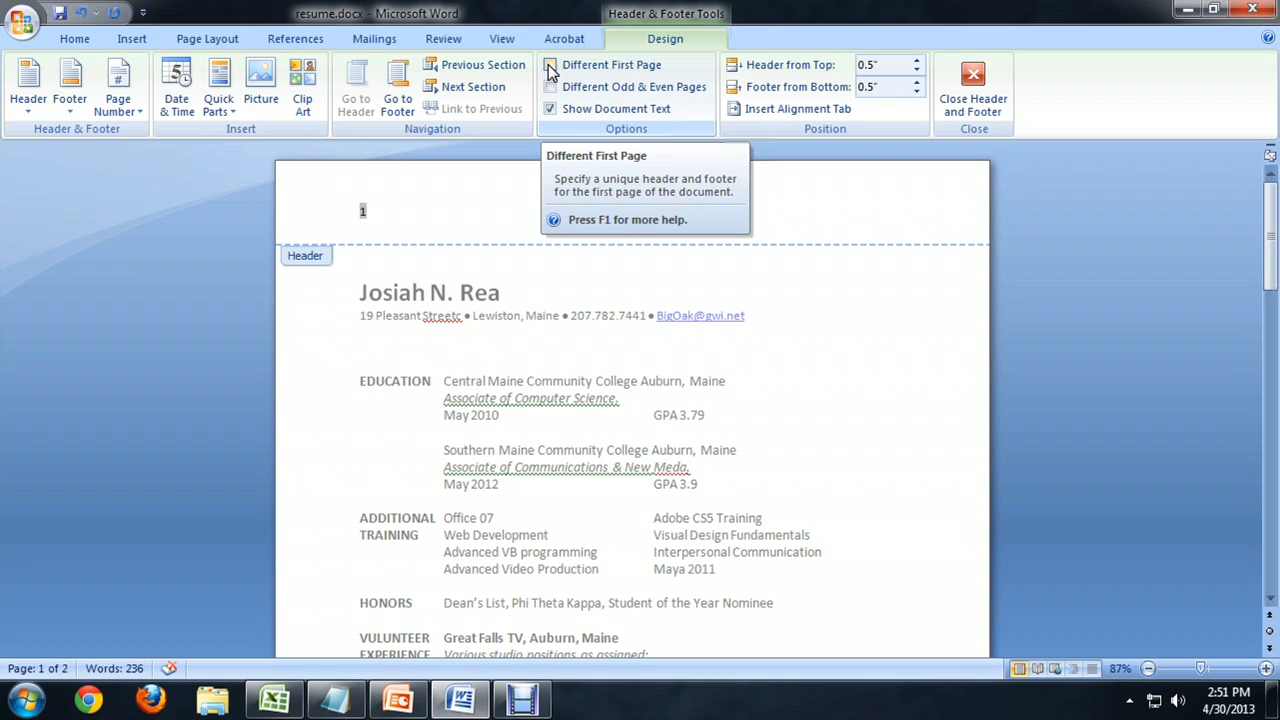 resume.docx - Microsoft Word
Header & Footer Tools
Home Insert Page Layout References Mailings Review View Acrobat Design
Header
Footer
Page Number
Header & Footer
Date & Time
Quick Parts
Picture
Clip Art
Insert
Go to Header
Go to Footer
Previous Section
Next Section
Link to Previous
Navigation
Different First Page
Different Odd & Even Pages
Show Document Text
Options
Header from Top: 0.5"
Footer from Bottom: 0.5"
Insert Alignment Tab
Position
Close Header and Footer
Close
Different First Page
Specify a unique header and footer
for the first page of the document.
Press F1 for more help.
1
Header
Josiah N. Rea
19 Pleasant Streetc ● Lewiston, Maine ● 207.782.7441 ● BigOak@gwi.net
EDUCATION Central Maine Community College Auburn, Maine
Associate of Computer Science.
May 2010 GPA 3.79
Southern Maine Community College Auburn, Maine
Associate of Communications & New Meda.
May 2012 GPA 3.9
ADDITIONAL Office 07 Adobe CS5 Training
TRAINING Web Development Visual Design Fundamentals
Advanced VB programming Interpersonal Communication
Advanced Video Production Maya 2011
HONORS Dean's List, Phi Theta Kappa, Student of the Year Nominee
VULUNTEER Great Falls TV, Auburn, Maine
EXPERIENCE Various studio positions as assigned:
Page: 1 of 2 Words: 236 87%
2:51 PM
4/30/2013